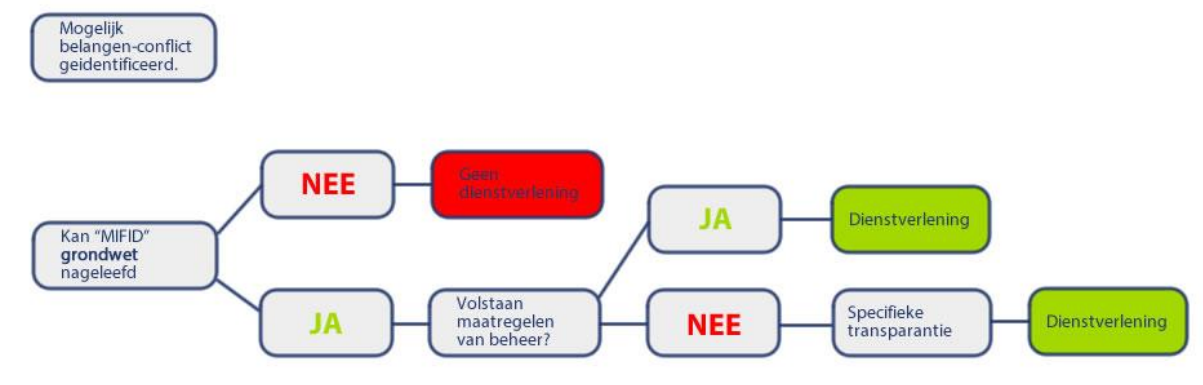 Mogelijk
belangen-conflict
geidentificeerd.
NEE
Geen
dienstverlening
JA
Dienstverlening
Kan "MIFID"
grondwet
nageleefd
JA
Volstaan
maatregelen
van beheer?
NEE
Specifieke
transparantie
Dienstverlening